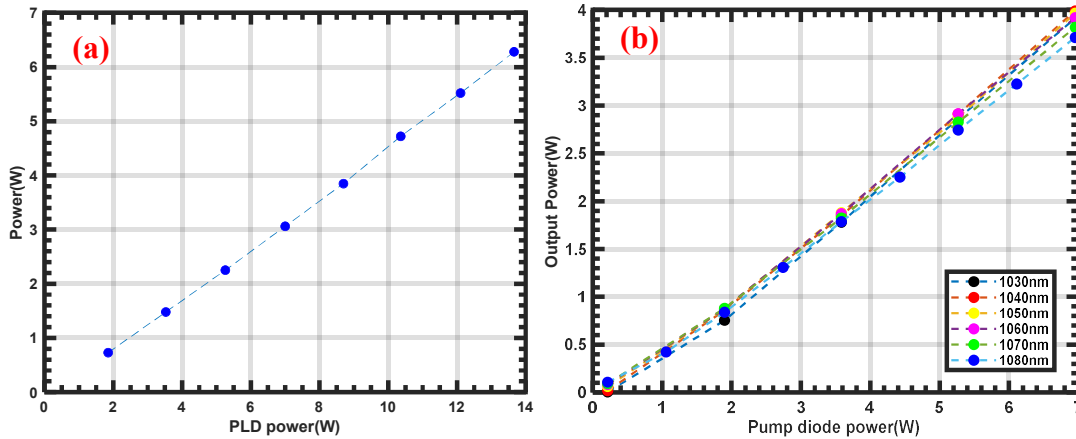 (a)
Power(W)
7
6
5
4
3
2
1
0
0 2 4 6 8 10 12 14
PLD power(W)
(b)
Output Power(W)
4
3.5
3
2.5
2
1.5
1
0.5
0
0 1 2 3 4 5 6 7
Pump diode power(W)
1030nm
1040nm
1050nm
1060nm
1070nm
1080nm